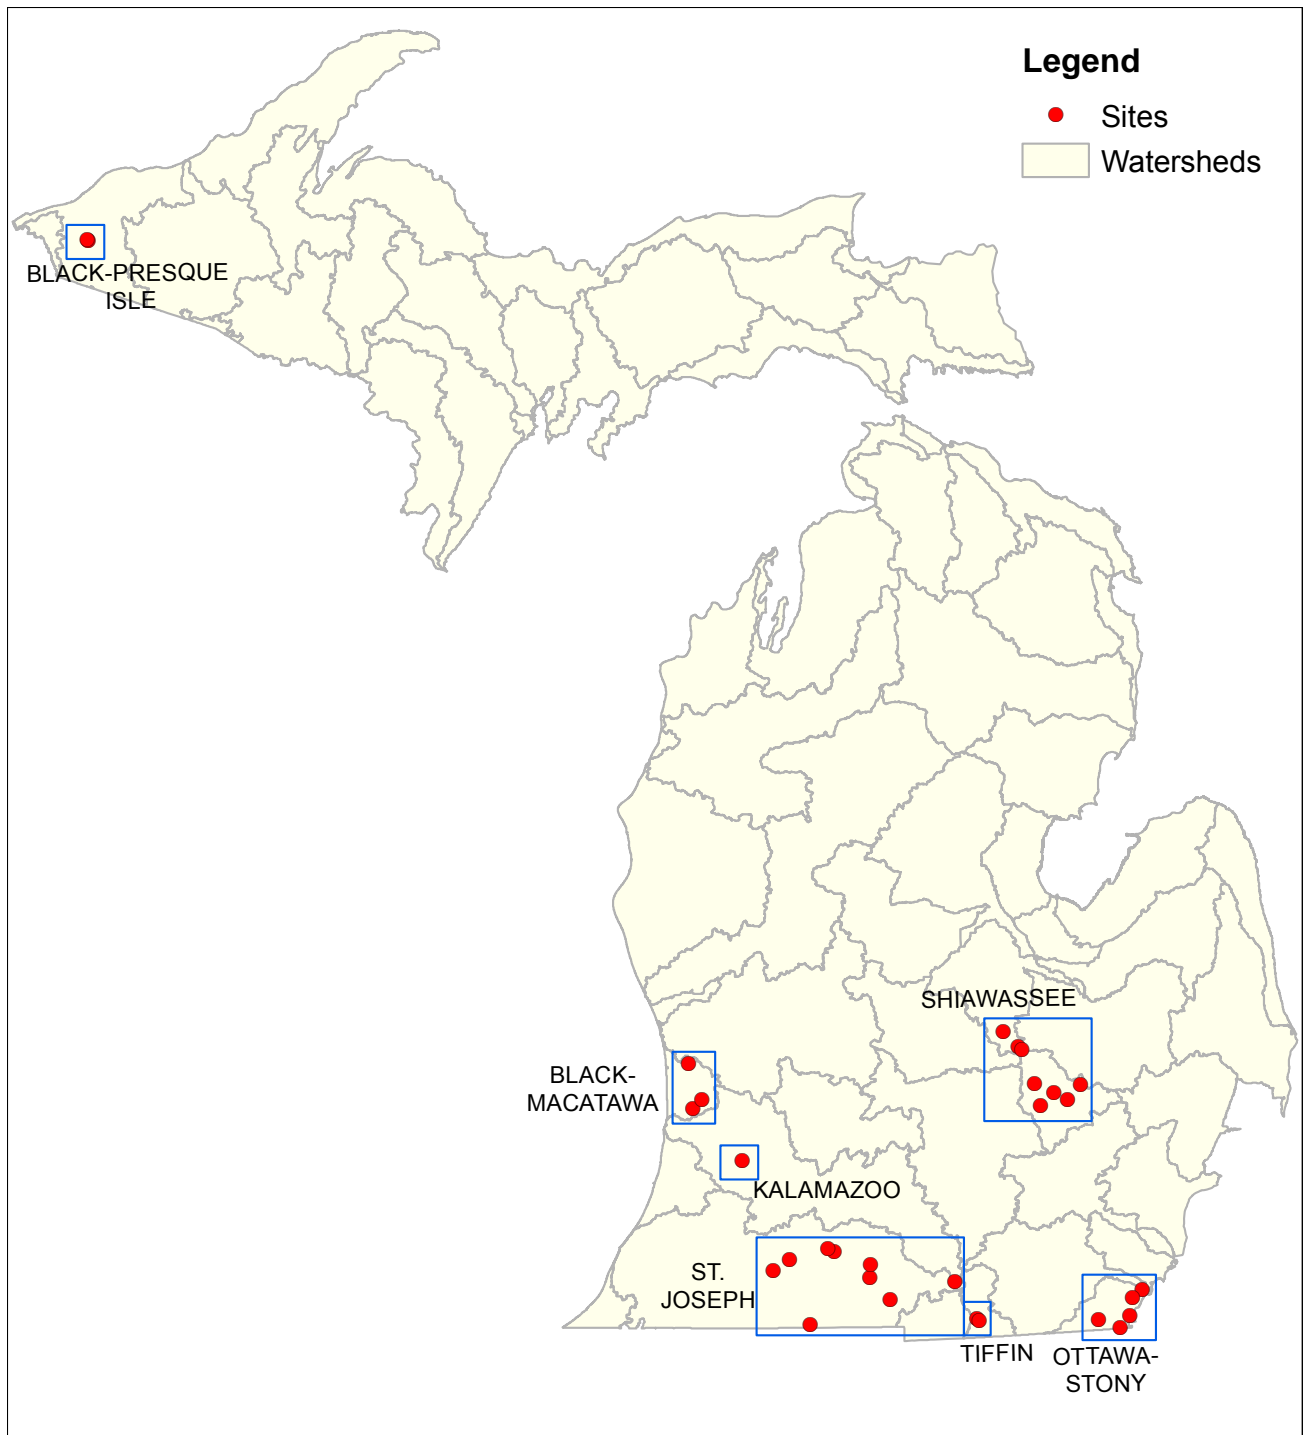 Legend
Sites
Watersheds
BLACK-PRESQUE
ISLE
SHIAWASSEE
BLACK-
MACATAWA
KALAMAZOO
ST.
JOSEPH
TIFFIN
OTTAWA-
STONY